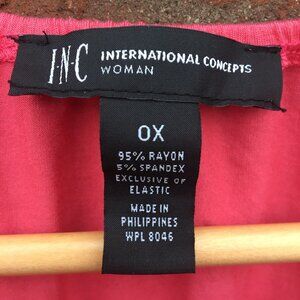 I·N·C INTERNATIONAL CONCEPTS
WOMAN
0X
95% RAYON
5% SPANDEX
EXCLUSIVE OF
ELASTIC
MADE IN
PHILIPPINES
WPL 8046